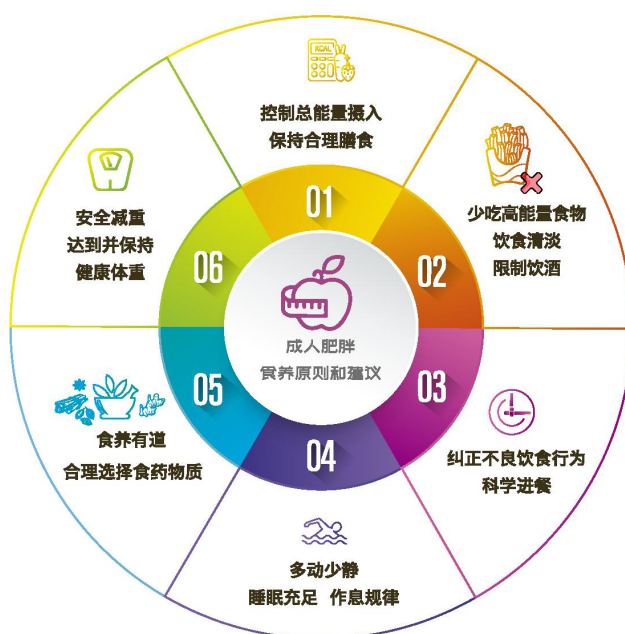 KCAL
控制总能量摄入
保持合理膳食
01
少吃高能量食物
饮食清淡
限制饮酒
02
纠正不良饮食行为
科学进餐
03
04
多动少静
睡眠充足 作息规律
05
食养有道
合理选择食药物质
06
安全减重
达到并保持
健康体重
成人肥胖
食养原则和建议